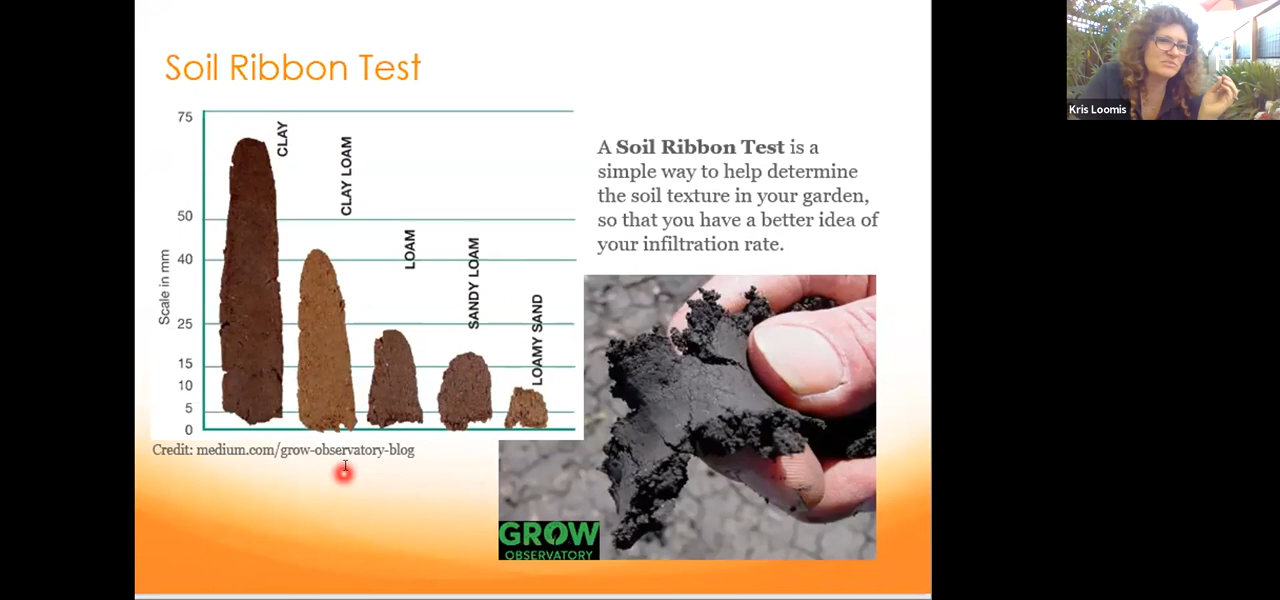 Soil Ribbon Test
75
50
40
25
15
10
5
0
Scale in mm
CLAY
CLAY LOAM
LOAM
SANDY LOAM
LOAMY SAND
Credit: medium.com/grow-observatory-blog
A Soil Ribbon Test is a
simple way to help determine
the soil texture in your garden,
so that you have a better idea of
your infiltration rate.
GROW
OBSERVATORY
Kris Loomis